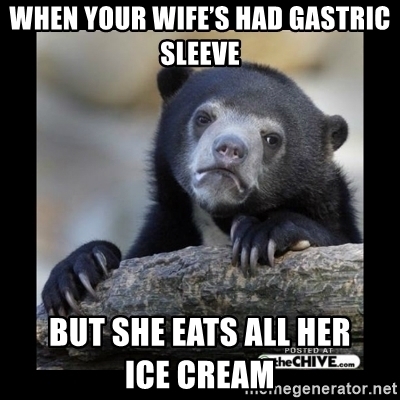 WHEN YOUR WIFE'S HAD GASTRIC
SLEEVE
BUT SHE EATS ALL HER
POSTED AT
theCHIVE.com
ICE CREAM
memegenerator.net